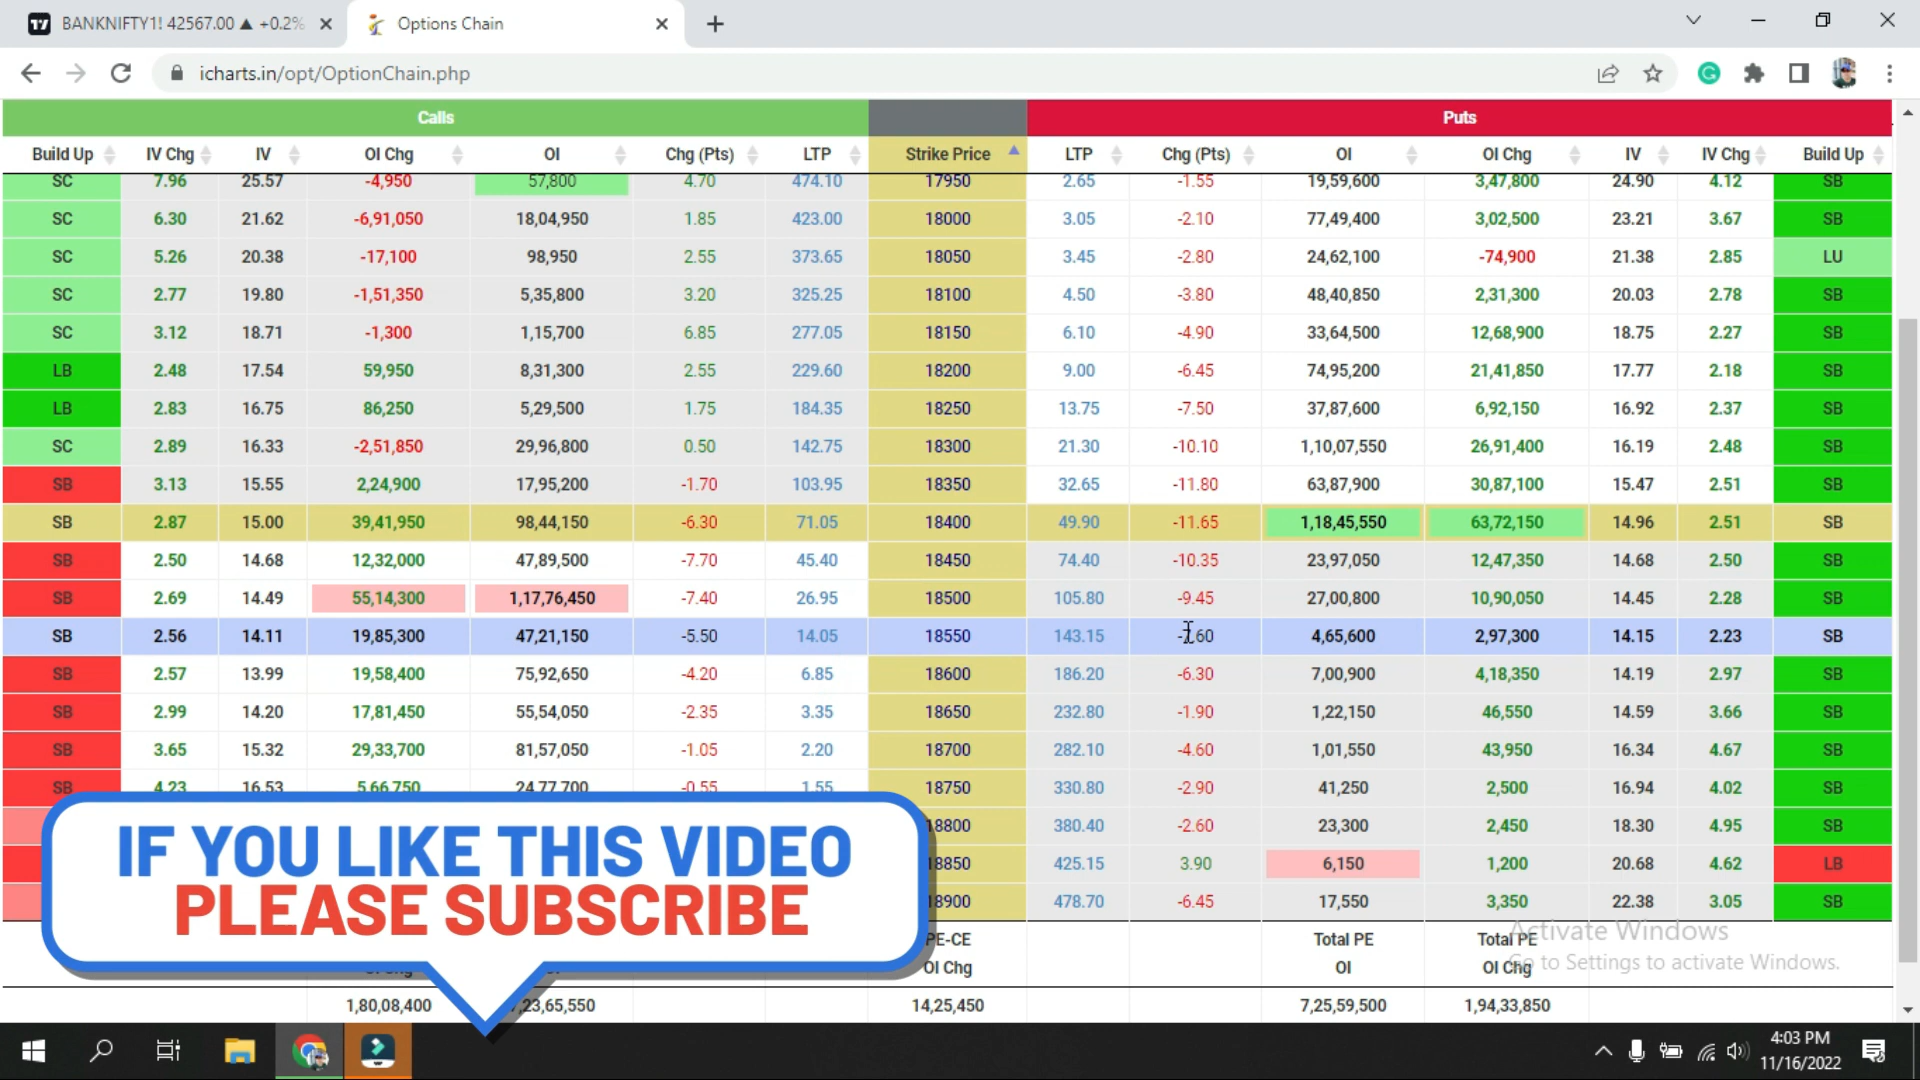 BANKNIFTY1! 42567.00 ▲ +0.2%
Options Chain
icharts.in/opt/OptionChain.php
Calls Puts
Build Up IV Chg IV OI Chg OI Chg (Pts) LTP Strike Price LTP Chg (Pts) OI OI Chg IV IV Chg Build Up
SC 7.96 25.57 -4,950 57,800 4.70 474.10 17950 2.65 -1.55 19,59,600 3,47,800 24.90 4.12 SB
SC 6.30 21.62 -6,91,050 18,04,950 1.85 423.00 18000 3.05 -2.10 77,49,400 3,02,500 23.21 3.67 SB
SC 5.26 20.38 -17,100 98,950 2.55 373.65 18050 3.45 -2.80 24,62,100 -74,900 21.38 2.85 LU
SC 2.77 19.80 -1,51,350 5,35,800 3.20 325.25 18100 4.50 -3.80 48,40,850 2,31,300 20.03 2.78 SB
SC 3.12 18.71 -1,300 1,15,700 6.85 277.05 18150 6.10 -4.90 33,64,500 12,68,900 18.75 2.27 SB
LB 2.48 17.54 59,950 8,31,300 2.55 229.60 18200 9.00 -6.45 74,95,200 21,41,850 17.77 2.18 SB
LB 2.83 16.75 86,250 5,29,500 1.75 184.35 18250 13.75 -7.50 37,87,600 6,92,150 16.92 2.37 SB
SC 2.89 16.33 -2,51,850 29,96,800 0.50 142.75 18300 21.30 -10.10 1,10,07,550 26,91,400 16.19 2.48 SB
SB 3.13 15.55 2,24,900 17,95,200 -1.70 103.95 18350 32.65 -11.80 63,87,900 30,87,100 15.47 2.51 SB
SB 2.87 15.00 39,41,950 98,44,150 -6.30 71.05 18400 49.90 -11.65 1,18,45,550 63,72,150 14.96 2.51 SB
SB 2.50 14.68 12,32,000 47,89,500 -7.70 45.40 18450 74.40 -10.35 23,97,050 12,47,350 14.68 2.50 SB
SB 2.69 14.49 55,14,300 1,17,76,450 -7.40 26.95 18500 105.80 -9.45 27,00,800 10,90,050 14.45 2.28 SB
SB 2.56 14.11 19,85,300 47,21,150 -5.50 14.05 18550 143.15 4,65,600 2,97,300 14.15 2.23 SB
SB 2.57 13.99 19,58,400 75,92,650 -4.20 6.85 18600 186.20 -6.30 7,00,900 4,18,350 14.19 2.97 SB
SB 2.99 14.20 17,81,450 55,54,050 -2.35 3.35 18650 232.80 -1.90 1,22,150 46,550 14.59 3.66 SB
SB 3.65 15.32 29,33,700 81,57,050 -1.05 2.20 18700 282.10 -4.60 1,01,550 43,950 16.34 4.67 SB
SB 4.23 16.53 5,66,750 24,77,700 -0.55 1.55 18750 330.80 -2.90 41,250 2,500 16.94 4.02 SB
18800 380.40 -2.60 23,300 2,450 18.30 4.95 SB
18850 425.15 3.90 6,150 1,200 20.68 4.62 LB
18900 478.70 -6.45 17,550 3,350 22.38 3.05 SB
IF YOU LIKE THIS VIDEO
PLEASE SUBSCRIBE
PE-CE Total PE Total PE
OI Chg OI OI Chg
1,80,08,400 ,23,65,550 14,25,450 7,25,59,500 1,94,33,850
Activate Windows
Go to Settings to activate Windows.
4:03 PM
11/16/2022